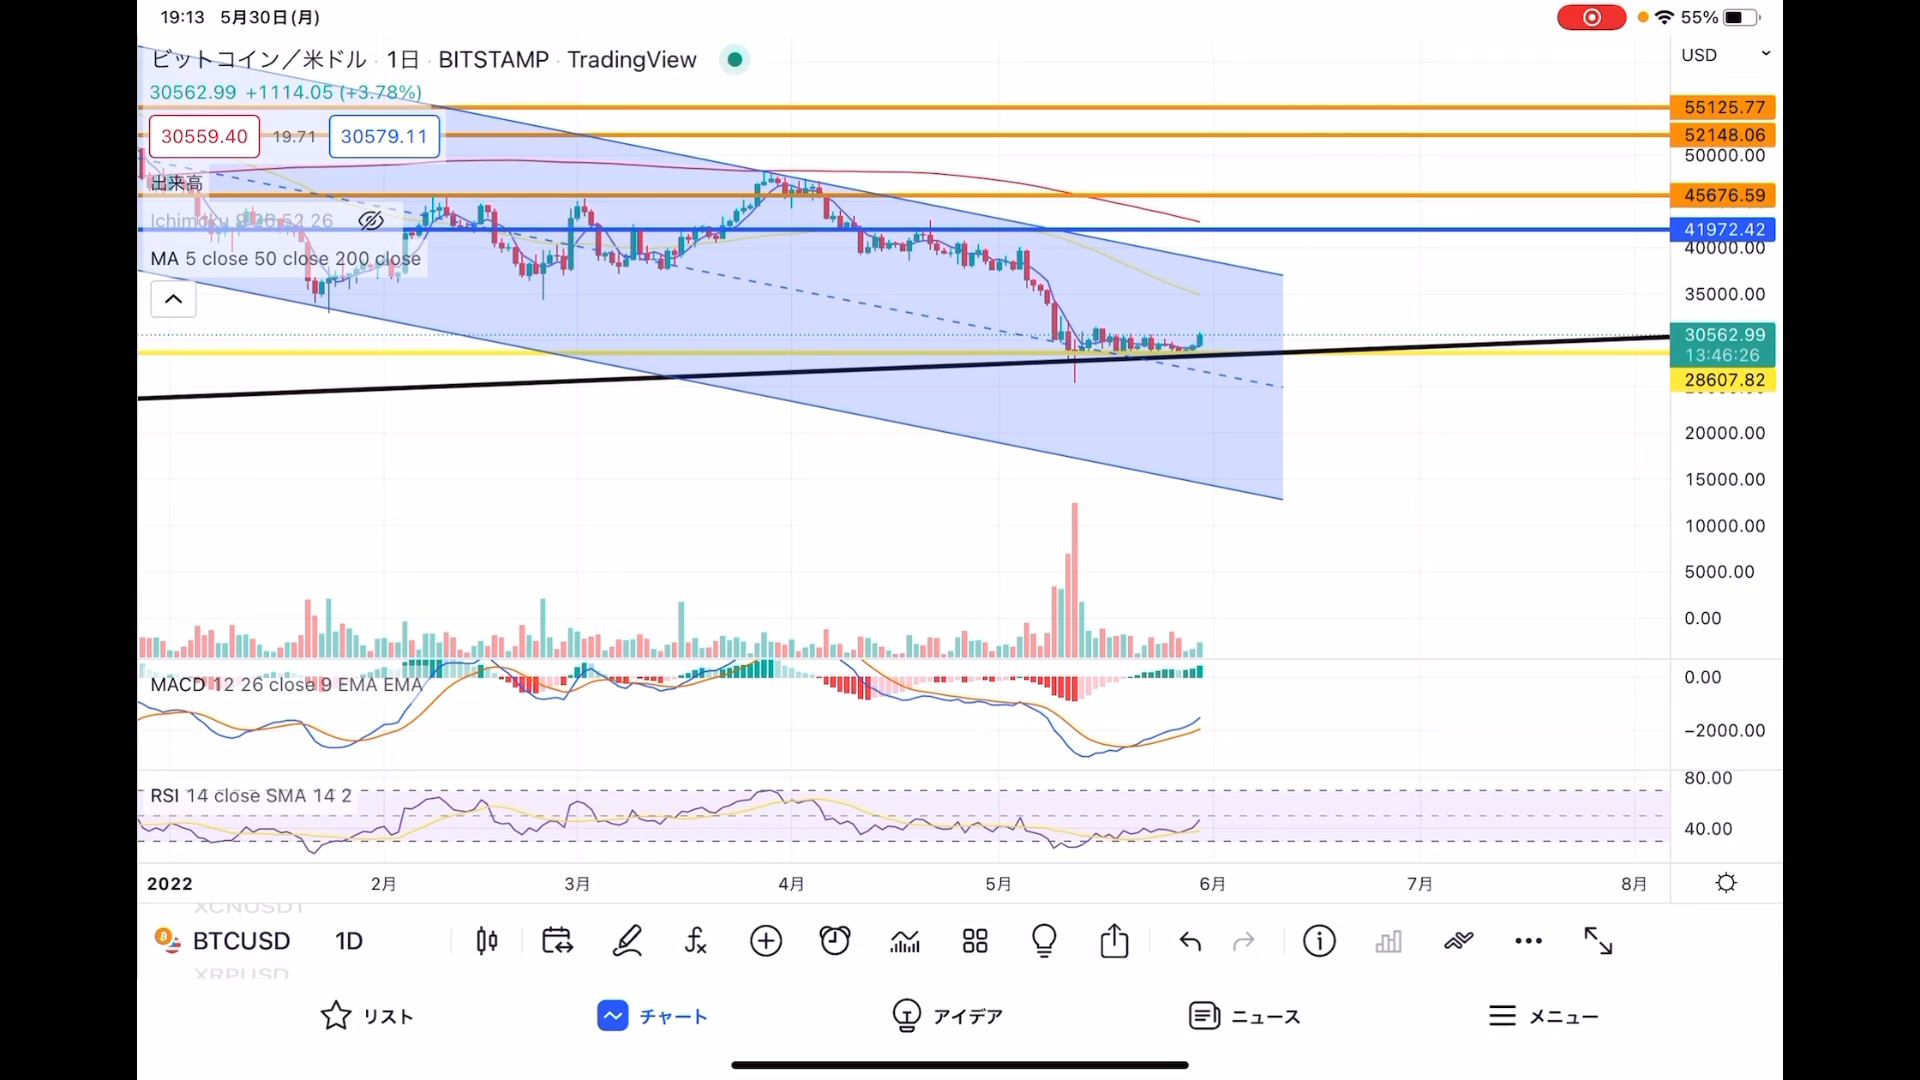 19:13 5月30日(月)
55%
ビットコイン／米ドル · 1日 · BITSTAMP · TradingView
USD
30562.99 +1114.05 (+3.78%)
30559.40 19.71 30579.11
出来高
Ichimoku 9 26 52 26
MA 5 close 50 close 200 close
55125.77
52148.06
50000.00
45676.59
41972.42
40000.00
35000.00
30562.99
13:46:26
28607.82
20000.00
15000.00
10000.00
5000.00
0.00
MACD 12 26 close 9 EMA EMA
0.00
−2000.00
RSI 14 close SMA 14 2
80.00
40.00
2022 2月 3月 4月 5月 6月 7月 8月
XCNUSDT
BTCUSD 1D
XRPUSD
リスト チャート アイデア ニュース メニュー